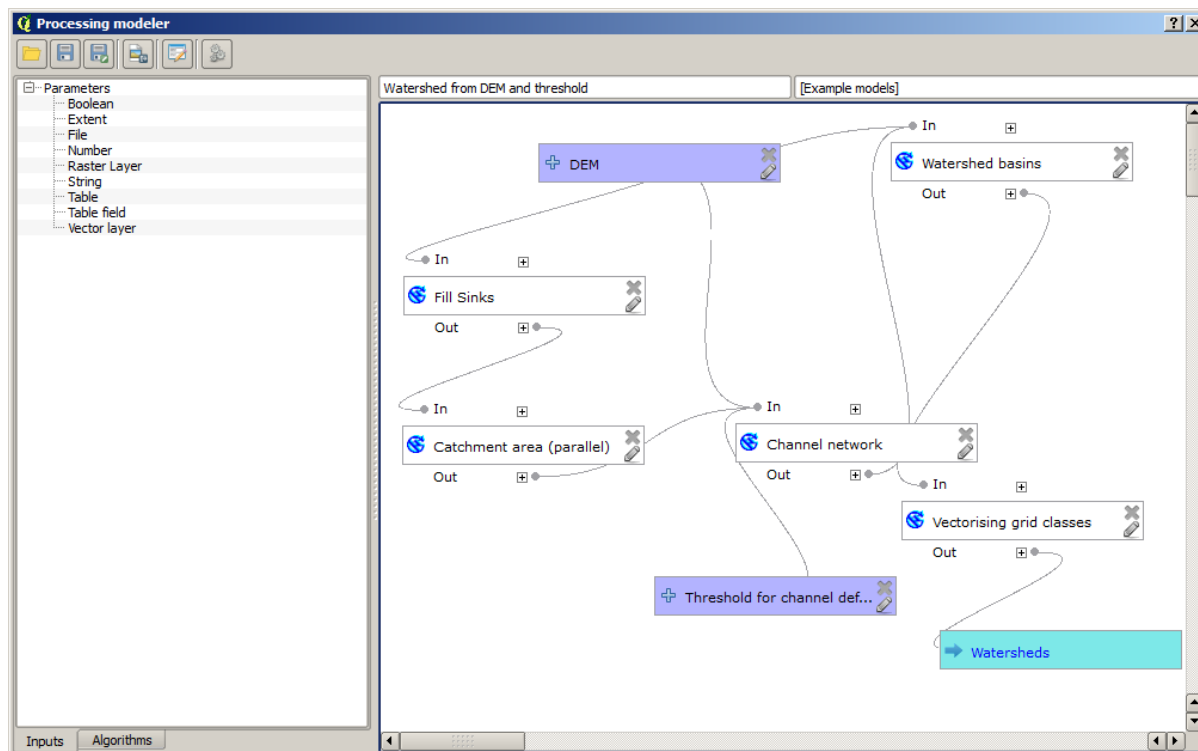 Processing modeler
Parameters
Boolean
Extent
File
Number
Raster Layer
String
Table
Table field
Vector layer
Inputs
Algorithms
Watershed from DEM and threshold
[Example models]
In
DEM
Watershed basins
Out
In
Fill Sinks
Out
In
Catchment area (parallel)
Out
In
Channel network
Out
In
Vectorising grid classes
Out
Threshold for channel def...
Watersheds